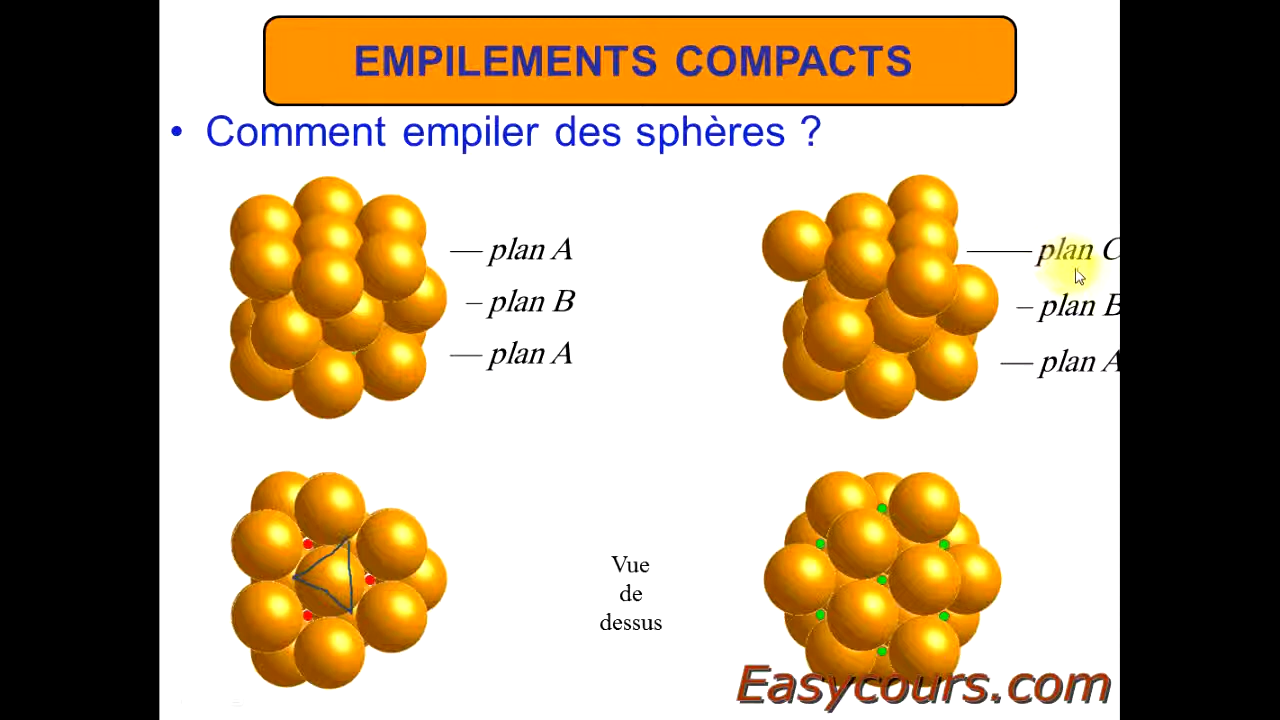 EMPILEMENTS COMPACTS
• Comment empiler des sphères ?
plan A
plan C
plan B
plan B
plan A
plan A
Vue
de
dessus
Easycours.com